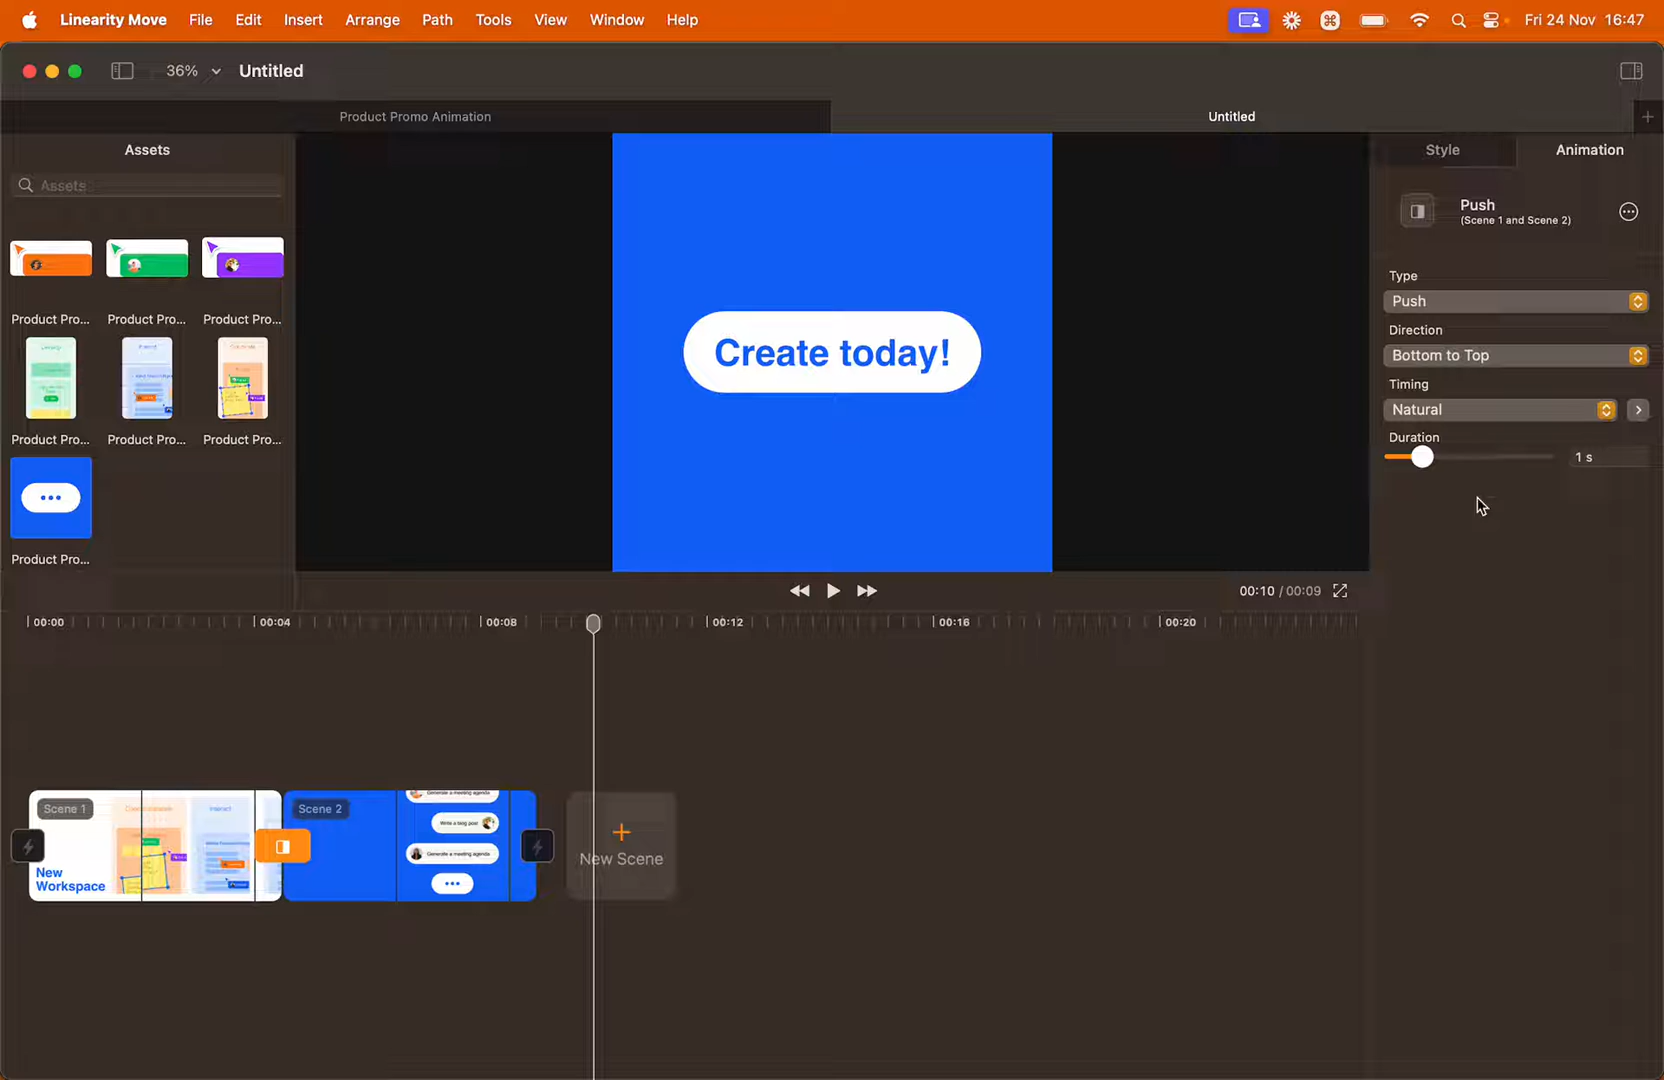 Linearity Move File Edit Insert Arrange Path Tools View Window Help Fri 24 Nov 16:47
36% Untitled
Product Promo Animation Untitled
Assets
Assets
Product Pro... Product Pro... Product Pro...
Product Pro... Product Pro... Product Pro...
Product Pro...
Create today!
Style Animation
Push
(Scene 1 and Scene 2)
Type
Push
Direction
Bottom to Top
Timing
Natural
Duration
1 s
00:10 / 00:09
00:00 00:04 00:08 00:12 00:16 00:20
Scene 1
Interact
New
Workspace
Scene 2
Generate a meeting agenda
Write a blog post
Generate a meeting agenda
New Scene